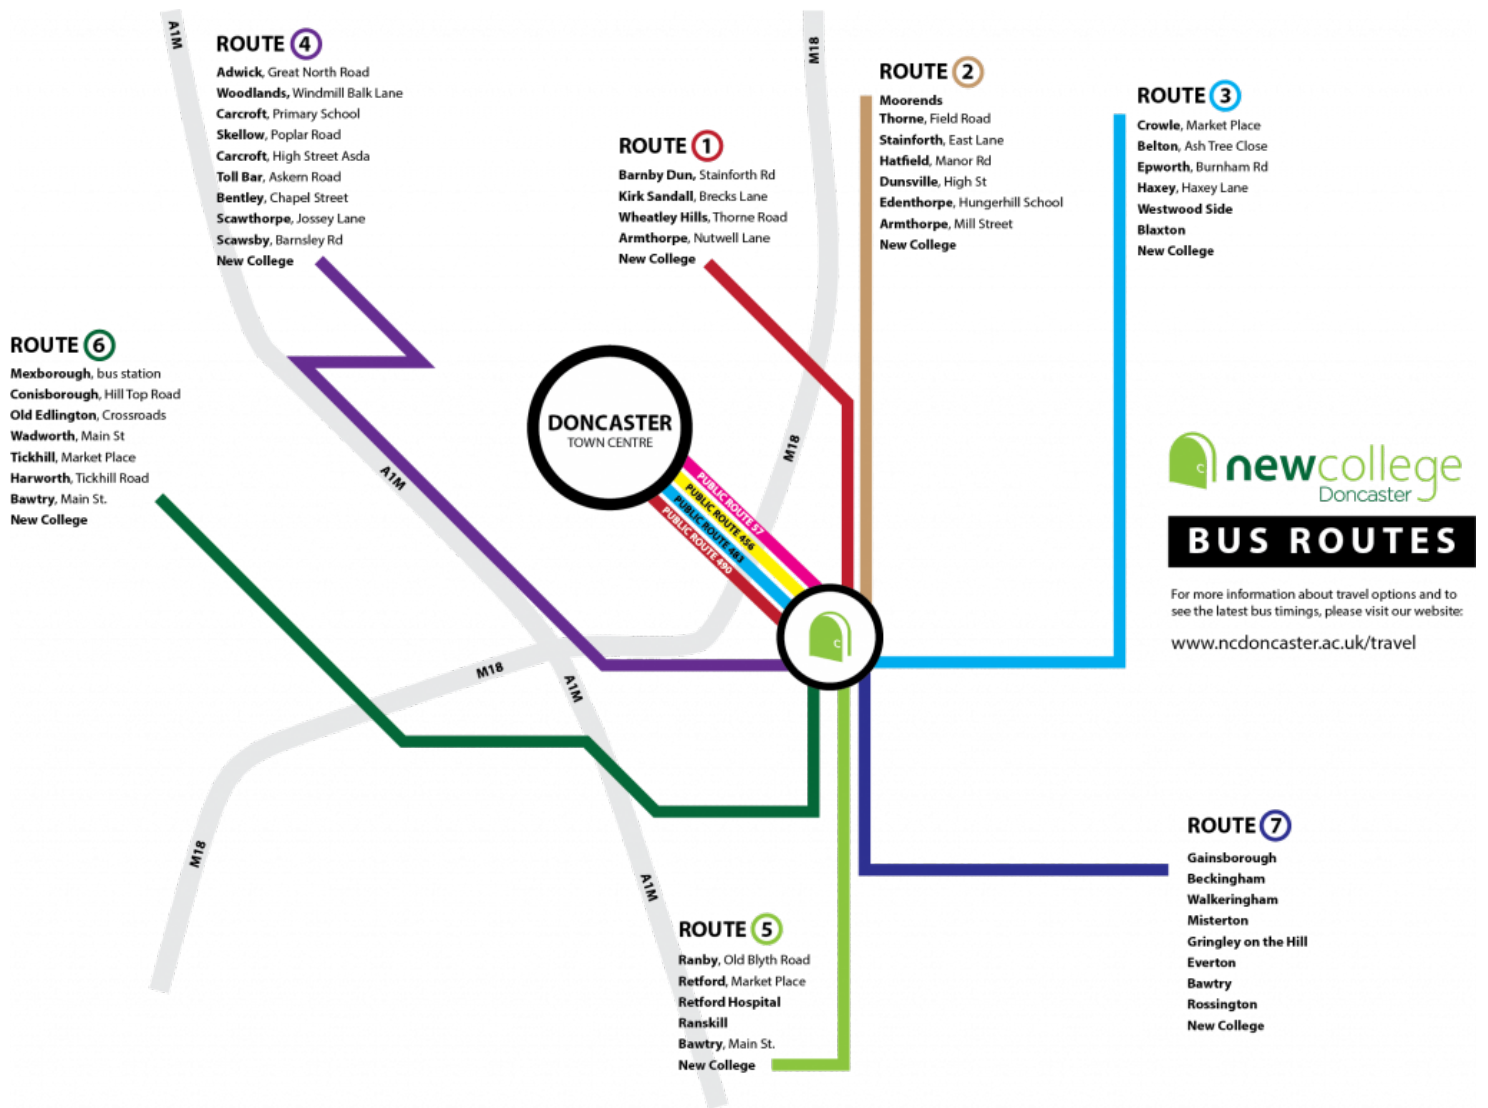 A1M
ROUTE 4
Adwick, Great North Road
Woodlands, Windmill Balk Lane
Carcroft, Primary School
Skellow, Poplar Road
Carcroft, High Street Asda
Toll Bar, Askern Road
Bentley, Chapel Street
Scawthorpe, Jossey Lane
Scawsby, Barnsley Rd
New College
ROUTE 1
Barnby Dun, Stainforth Rd
Kirk Sandall, Brecks Lane
Wheatley Hills, Thorne Road
Armthorpe, Nutwell Lane
New College
M18
ROUTE 2
Moorends
Thorne, Field Road
Stainforth, East Lane
Hatfield, Manor Rd
Dunsville, High St
Edenthorpe, Hungerhill School
Armthorpe, Mill Street
New College
ROUTE 3
Crowle, Market Place
Belton, Ash Tree Close
Epworth, Burnham Rd
Haxey, Haxey Lane
Westwood Side
Blaxton
New College
ROUTE 6
Mexborough, bus station
Conisborough, Hill Top Road
Old Edlington, Crossroads
Wadworth, Main St
Tickhill, Market Place
Harworth, Tickhill Road
Bawtry, Main St.
New College
A1M
DONCASTER
TOWN CENTRE
M18
PUBLIC ROUTE 57
PUBLIC ROUTE 456
PUBLIC ROUTE 483
PUBLIC ROUTE 490
C
C
newcollege
Doncaster
BUS ROUTES
For more information about travel options and to
see the latest bus timings, please visit our website:
www.ncdoncaster.ac.uk/travel
M18
A1M
M18
A1M
ROUTE 5
Ranby, Old Blyth Road
Retford, Market Place
Retford Hospital
Ranskill
Bawtry, Main St.
New College
ROUTE 7
Gainsborough
Beckingham
Walkeringham
Misterton
Gringley on the Hill
Everton
Bawtry
Rossington
New College